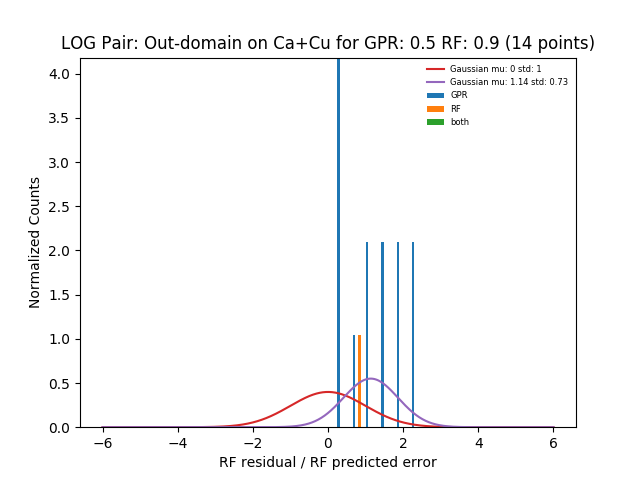 LOG Pair: Out-domain on Ca+Cu for GPR: 0.5 RF: 0.9 (14 points)
Gaussian mu: 0 std: 1
Gaussian mu: 1.14 std: 0.73
GPR
RF
both
4.0
3.5
3.0
2.5
2.0
1.5
1.0
0.5
0.0
Normalized Counts
−6 −4 −2 0 2 4 6
RF residual / RF predicted error